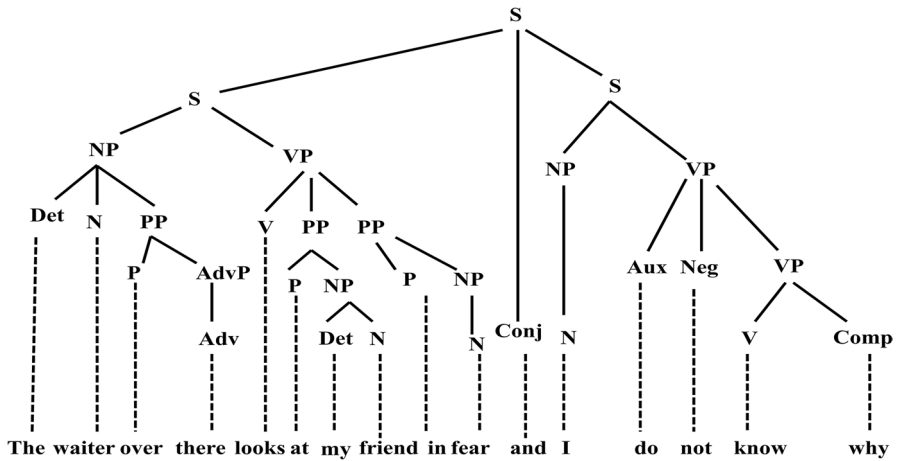 S
S S
NP VP NP VP
Det N PP V PP PP Aux Neg VP
P AdvP P NP P NP
Adv Det N N Conj N V Comp
The waiter over there looks at my friend in fear and I do not know why